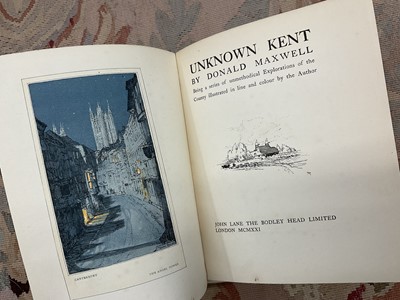 CANTERBURY
UNKNOWN KENT
BY DONALD MAXWELL
Being a series of unmethodical Explorations of the
County illustrated in line and colour by the Author
JOHN LANE THE BODLEY HEAD LIMITED
LONDON MCMXXI